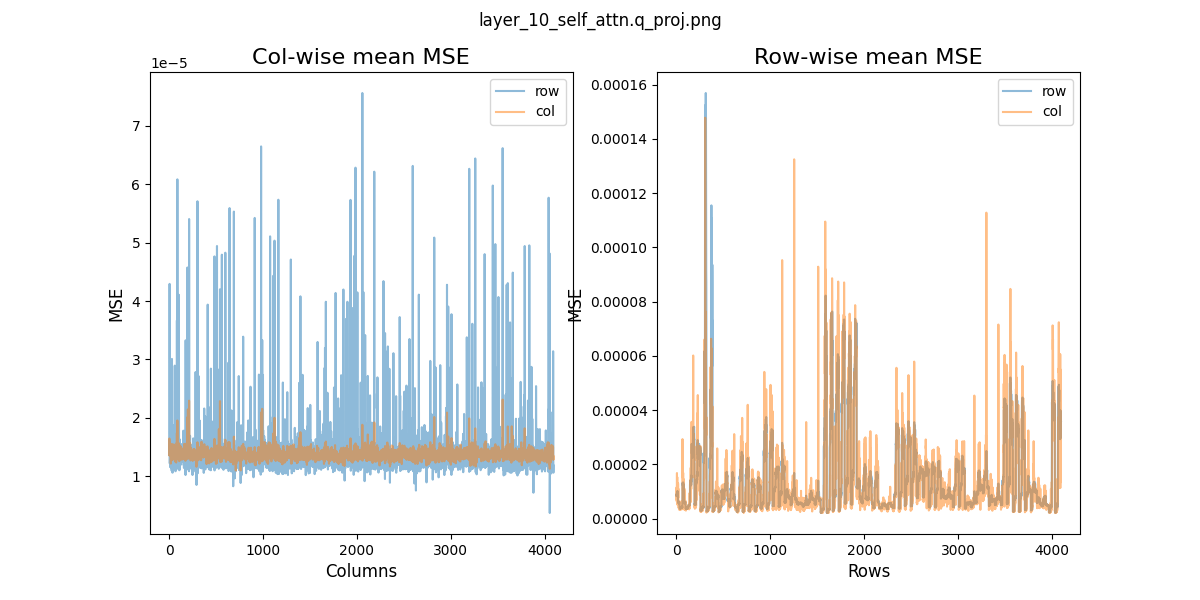 layer_10_self_attn.q_proj.png
Col-wise mean MSE
1e−5
7
6
5
4
3
2
1
MSE
0 1000 2000 3000 4000
Columns
row
col
Row-wise mean MSE
0.00016
0.00014
0.00012
0.00010
0.00008
0.00006
0.00004
0.00002
0.00000
MSE
0 1000 2000 3000 4000
Rows
row
col